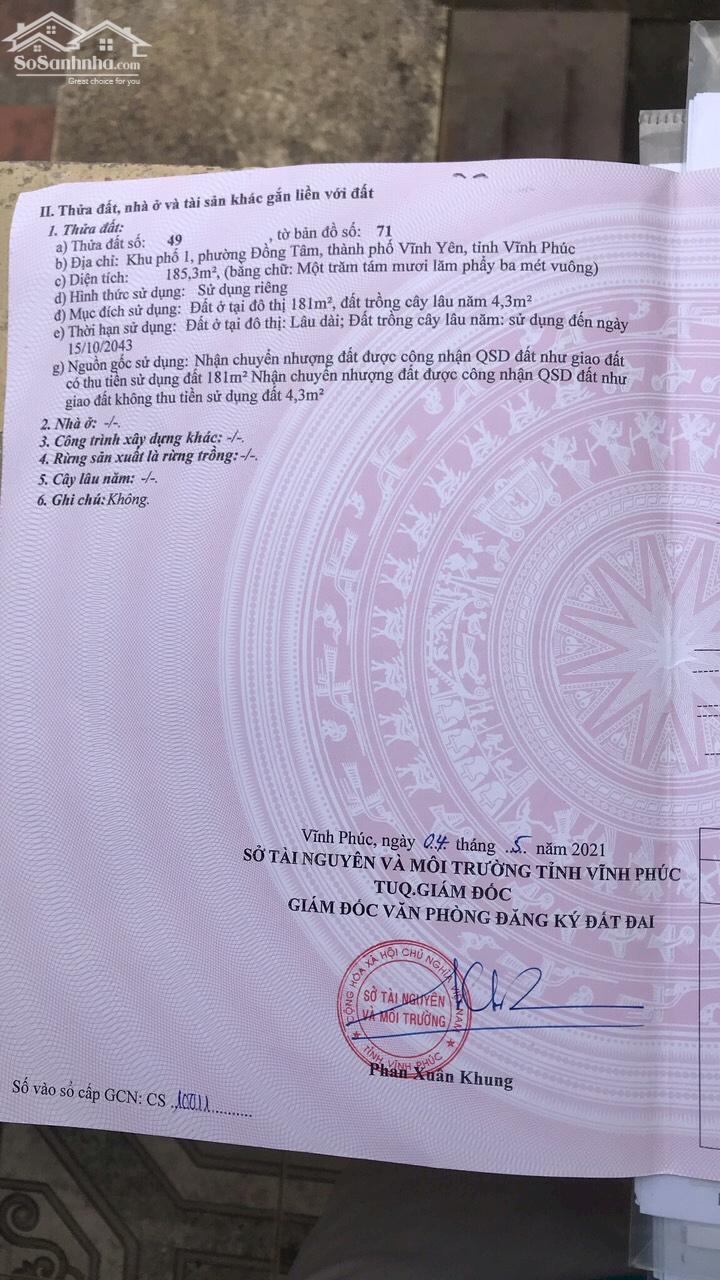 SoSanhnha.com
Great choice for you
II. Thửa đất, nhà ở và tài sản khác gắn liền với đất
1. Thửa đất:
a) Thửa đất số: 49 , tờ bản đồ số: 71
b) Địa chỉ: Khu phố 1, phường Đồng Tâm, thành phố Vĩnh Yên, tỉnh Vĩnh Phúc
c) Diện tích: 185,3m², (bằng chữ: Một trăm tám mươi lăm phẩy ba mét vuông)
d) Hình thức sử dụng: Sử dụng riêng
đ) Mục đích sử dụng: Đất ở tại đô thị 181m², đất trồng cây lâu năm 4,3m²
e) Thời hạn sử dụng: Đất ở tại đô thị: Lâu dài; Đất trồng cây lâu năm: sử dụng đến ngày
15/10/2043
g) Nguồn gốc sử dụng: Nhận chuyển nhượng đất được công nhận QSD đất như giao đất
có thu tiền sử dụng đất 181m² Nhận chuyển nhượng đất được công nhận QSD đất như
giao đất không thu tiền sử dụng đất 4,3m²
2. Nhà ở: -/-.
3. Công trình xây dựng khác: -/-.
4. Rừng sản xuất là rừng trồng: -/-.
5. Cây lâu năm: -/-.
6. Ghi chú: Không.
Vĩnh Phúc, ngày 04 tháng 5 năm 2021
SỞ TÀI NGUYÊN VÀ MÔI TRƯỜNG TỈNH VĨNH PHÚC
TUQ.GIÁM ĐỐC
GIÁM ĐỐC VĂN PHÒNG ĐĂNG KÝ ĐẤT ĐAI
CỘNG HÒA XÃ HỘI CHỦ NGHĨA VIỆT NAM
SỞ TÀI NGUYÊN
VÀ MÔI TRƯỜNG
TỈNH VĨNH PHÚC
Phan Xuân Khung
Số vào sổ cấp GCN: CS 10011